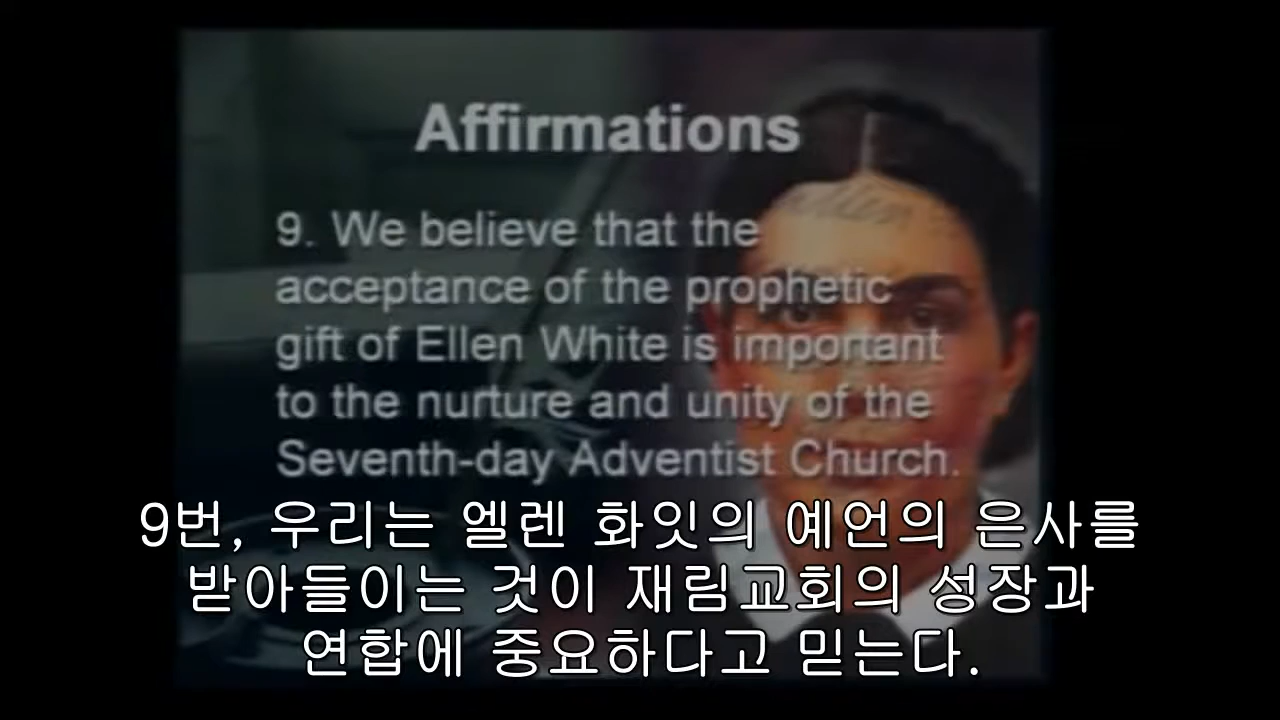 Affirmations
9. We believe that the
acceptance of the prophetic
gift of Ellen White is important
to the nurture and unity of the
Seventh-day Adventist Church.
9번, 우리는 엘렌 화잇의 예언의 은사를
받아들이는 것이 재림교회의 성장과
연합에 중요하다고 믿는다.